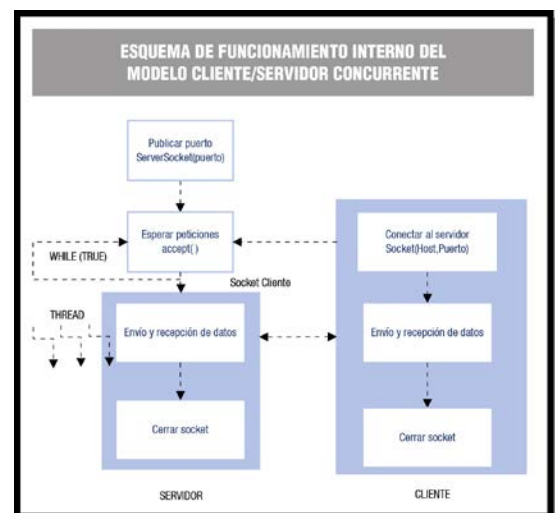 ESQUEMA DE FUNCIONAMIENTO INTERNO DEL
MODELO CLIENTE/SERVIDOR CONCURRENTE
Publicar puerto
ServerSocket(puerto)
Esperar peticiones
accept( )
Conectar al servidor
Socket(Host,Puerto)
WHILE (TRUE)
Socket Cliente
THREAD
Envío y recepción de datos
Envío y recepción de datos
Cerrar socket
Cerrar socket
SERVIDOR
CLIENTE